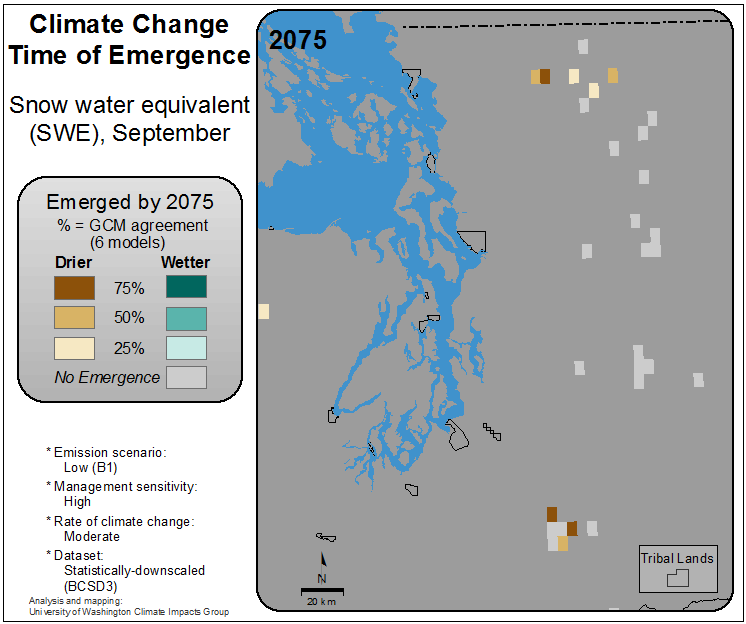 Climate Change
Time of Emergence
Snow water equivalent
(SWE), September
Emerged by 2075
% = GCM agreement
(6 models)
Drier Wetter
75%
50%
25%
No Emergence
* Emission scenario:
Low (B1)
* Management sensitivity:
High
* Rate of climate change:
Moderate
* Dataset:
Statistically-downscaled
(BCSD3)
Analysis and mapping:
University of Washington Climate Impacts Group
2075
N
20 km
Tribal Lands